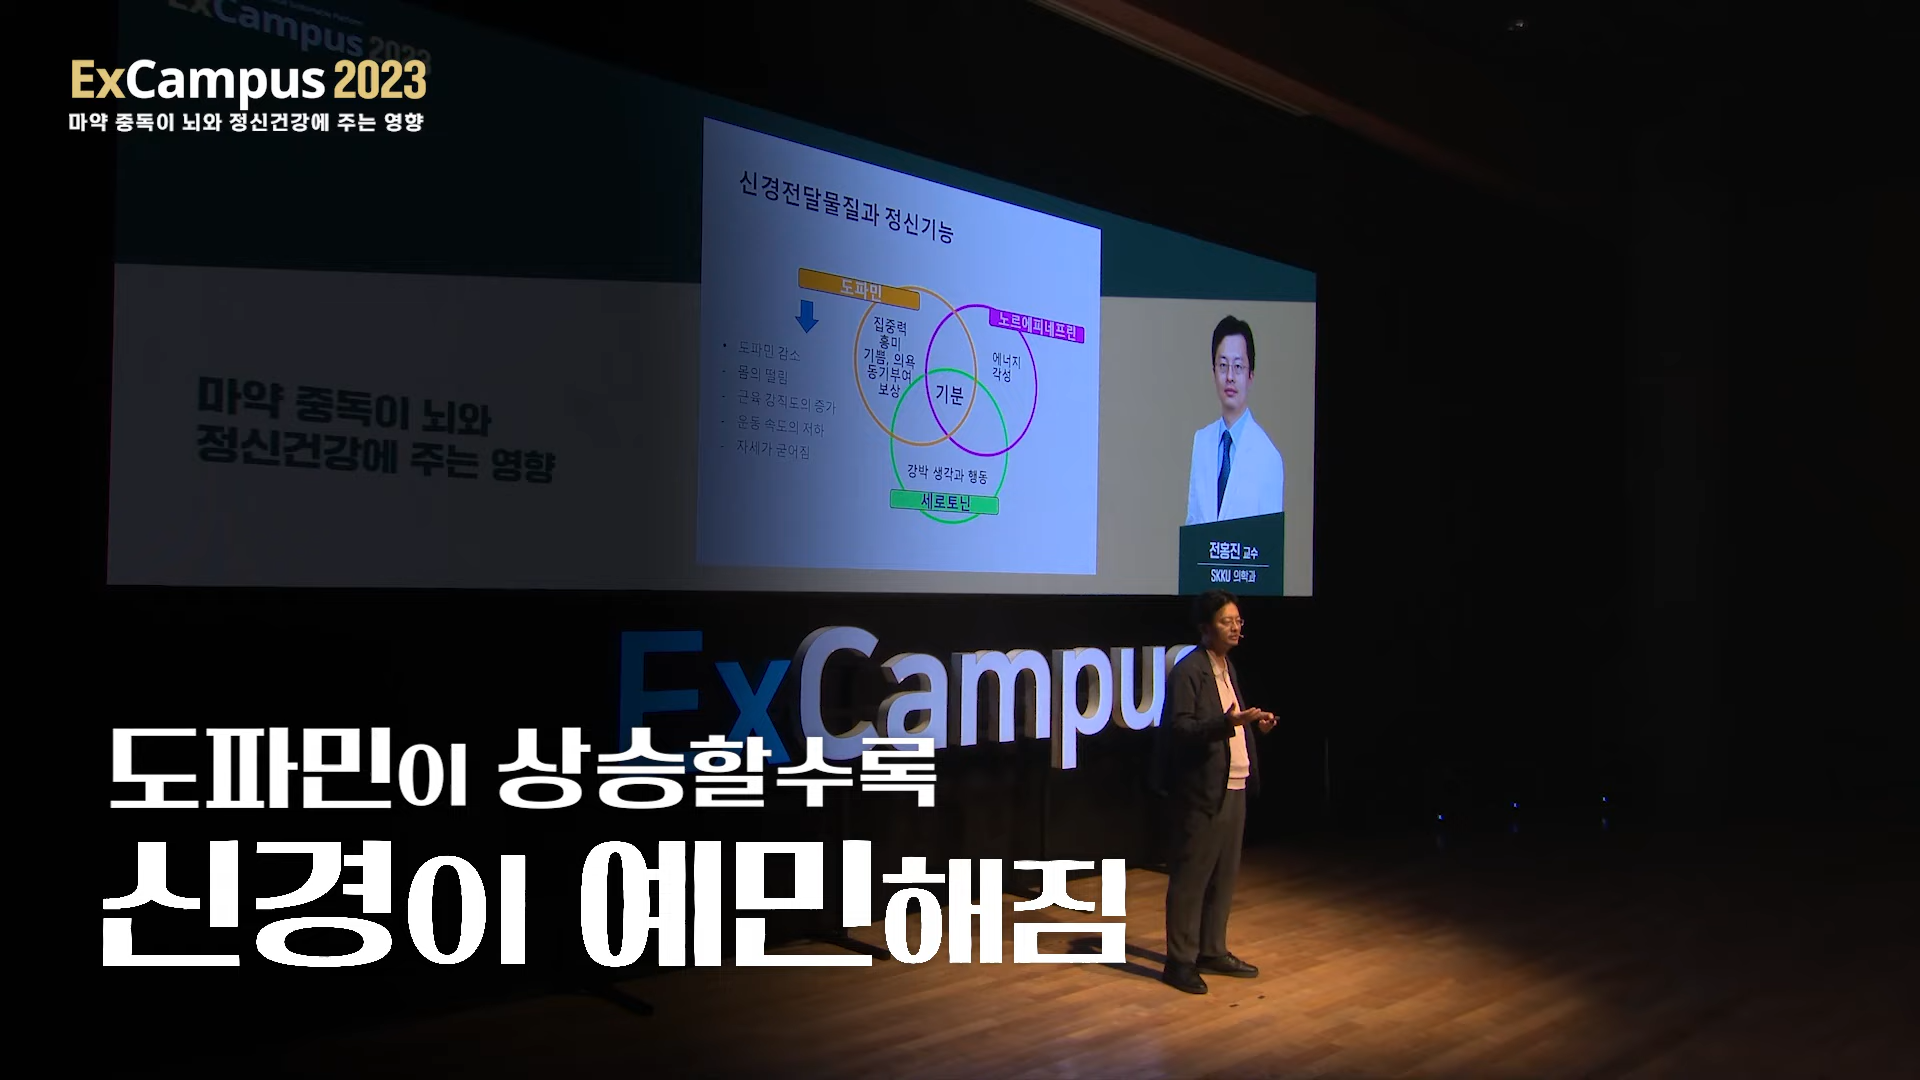 ExCampus 2023
ExCampus 2023
마약 중독이 뇌와 정신건강에 주는 영향
신경전달물질과 정신기능
도파민
노르에피네프린
집중력
흥미
기쁨, 의욕
동기부여
보상
에너지
각성
기분
• 도파민 감소
- 몸의 떨림
- 근육 강직도의 증가
- 운동 속도의 저하
- 자세가 굳어짐
강박 생각과 행동
세로토닌
마약 중독이 뇌와
정신건강에 주는 영향
전홍진 교수
SKKU 의학과
ExCampus
도파민이 상승할수록
신경이 예민해짐